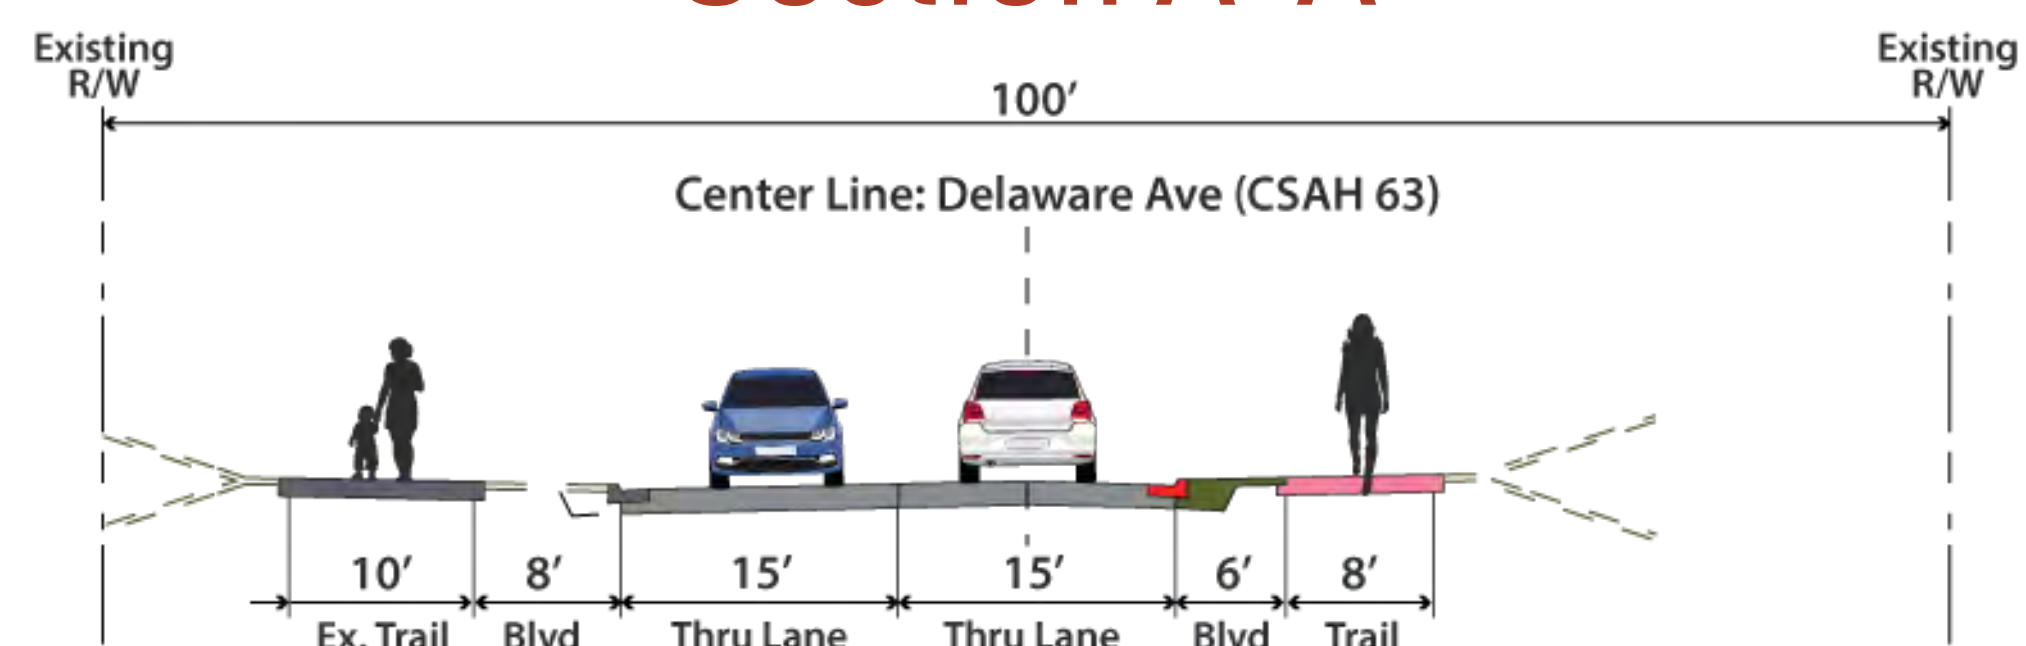 Existing
R/W
Existing
R/W
100′
Center Line: Delaware Ave (CSAH 63)
10′ 8′ 15′ 15′ 6′ 8′
Ex. Trail Blvd Thru Lane Thru Lane Blvd Trail